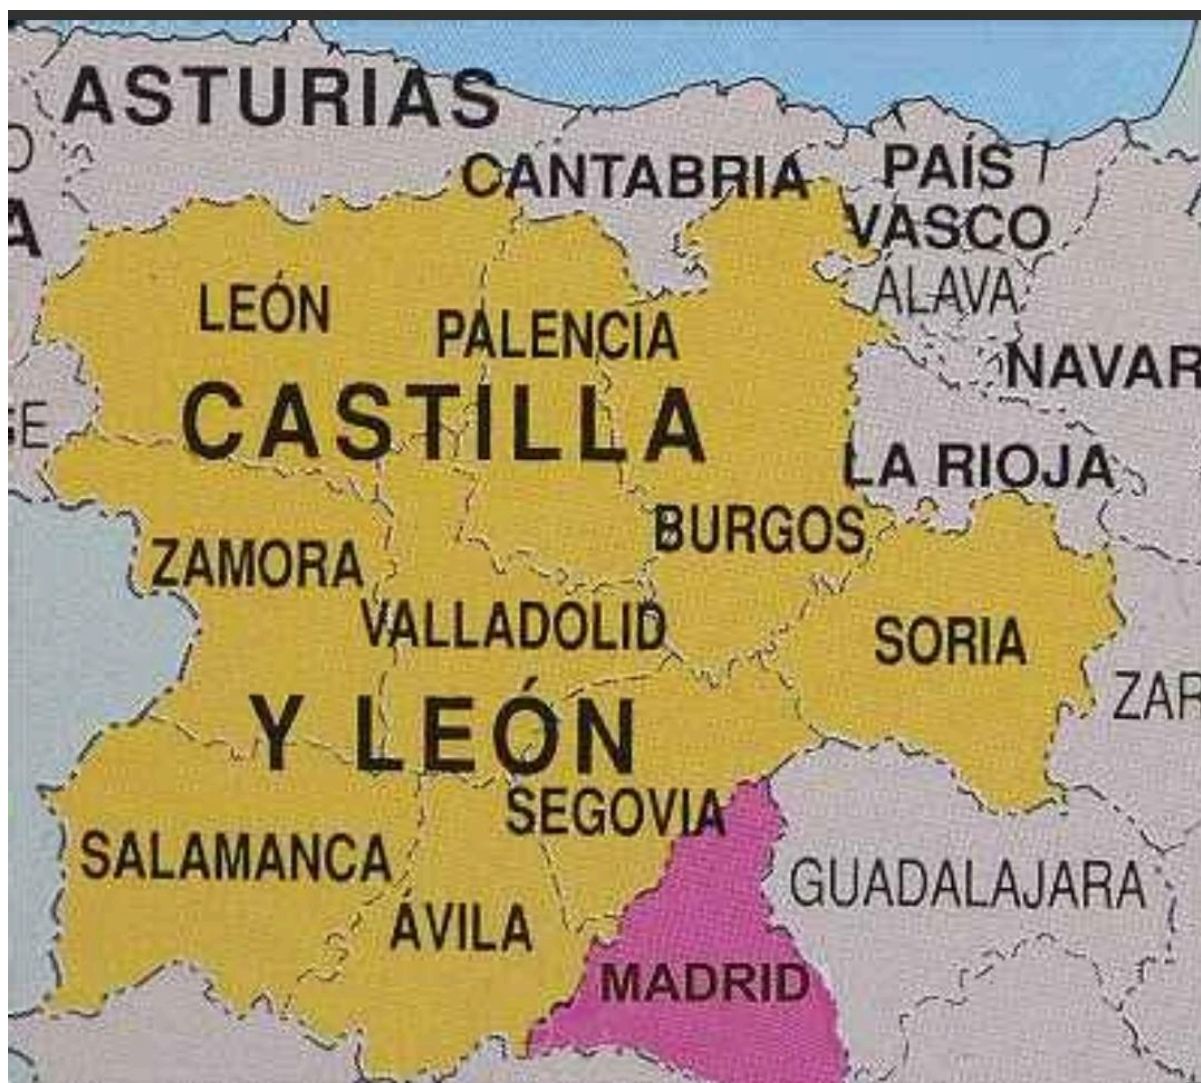 ASTURIAS
CANTABRIA
PAÍS
VASCO
ÁLAVA
LEÓN
PALENCIA
NAVAR
CASTILLA
LA RIOJA
BURGOS
ZAMORA
VALLADOLID
SORIA
ZAR
Y LEÓN
SEGOVIA
SALAMANCA
GUADALAJARA
ÁVILA
MADRID